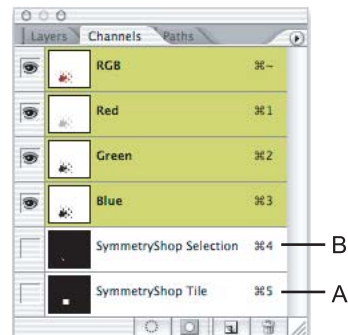 Layers Channels Paths
RGB ⌘~
Red ⌘1
Green ⌘2
Blue ⌘3
SymmetryShop Selection ⌘4 B
SymmetryShop Tile ⌘5 A